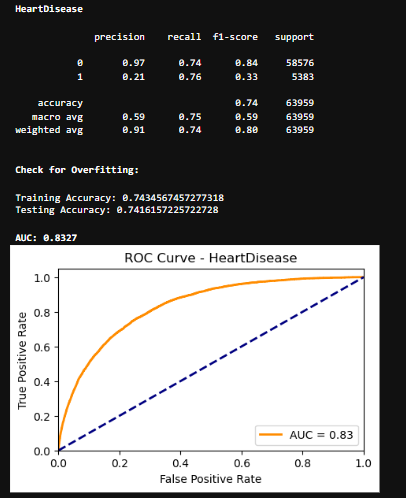 HeartDisease
precision recall f1-score support
0 0.97 0.74 0.84 58576
1 0.21 0.76 0.33 5383
accuracy 0.74 63959
macro avg 0.59 0.75 0.59 63959
weighted avg 0.91 0.74 0.80 63959
Check for Overfitting:
Training Accuracy: 0.7434567457277318
Testing Accuracy: 0.7416157225722728
AUC: 0.8327
ROC Curve - HeartDisease
True Positive Rate
1.0
0.8
0.6
0.4
0.2
0.0
AUC = 0.83
0.0 0.2 0.4 0.6 0.8 1.0
False Positive Rate